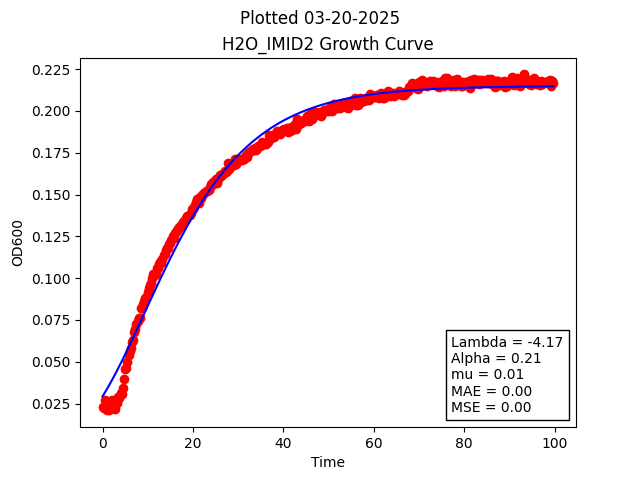 Plotted 03-20-2025
H2O_IMID2 Growth Curve
0.225
0.200
0.175
0.150
0.125
0.100
0.075
0.050
0.025
OD600
Lambda = -4.17
Alpha = 0.21
mu = 0.01
MAE = 0.00
MSE = 0.00
0 20 40 60 80 100
Time